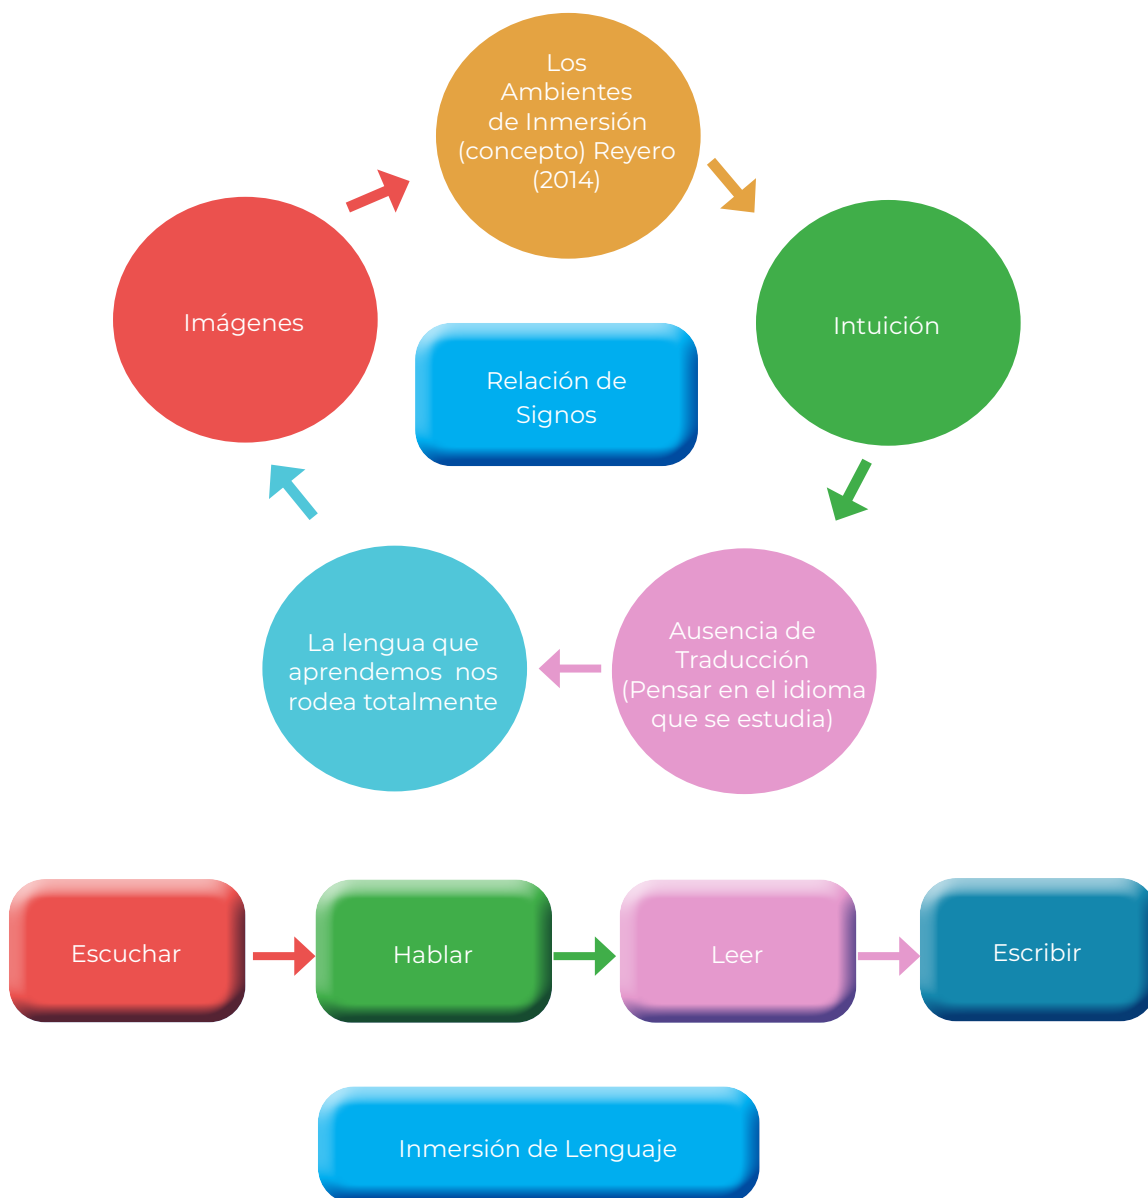 Los
Ambientes
de Inmersión
(concepto) Reyero
(2014)
Imágenes
Intuición
Relación de
Signos
La lengua que
aprendemos nos
rodea totalmente
Ausencia de
Traducción
(Pensar en el idioma
que se estudia)
Escuchar
Hablar
Leer
Escribir
Inmersión de Lenguaje